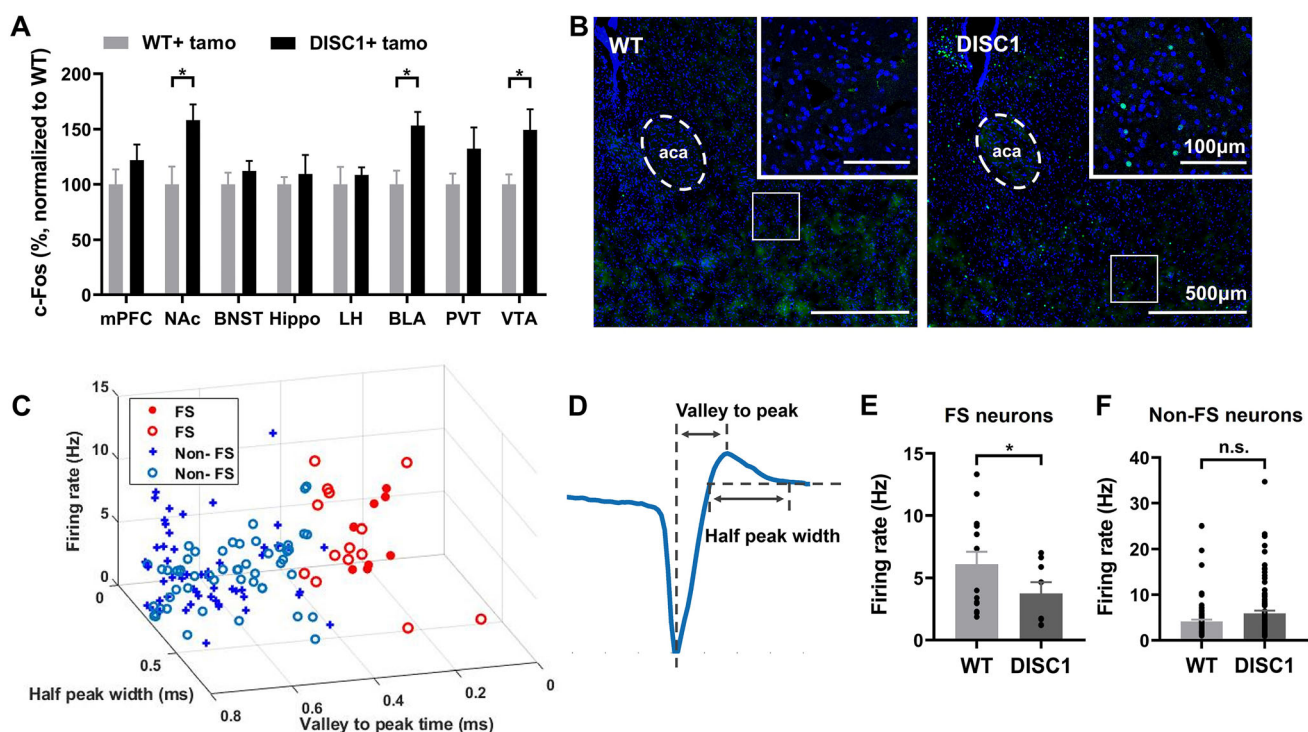 A
WT+ tamo
DISC1+ tamo
c-Fos (%, normalized to WT)
200
150
100
50
0
*
*
*
mPFC NAc BNST Hippo LH BLA PVT VTA
B
WT
aca
DISC1
aca
100μm
500μm
C
FS
FS
Non- FS
Non- FS
Firing rate (Hz)
15
10
5
0
0
0.5
Half peak width (ms)
0.8
0.6
0.4
0.2
0
Valley to peak time (ms)
D
Valley to peak
Half peak width
E
FS neurons
*
Firing rate (Hz)
15
10
5
0
WT DISC1
F
Non-FS neurons
n.s.
Firing rate (Hz)
40
30
20
10
0
WT DISC1